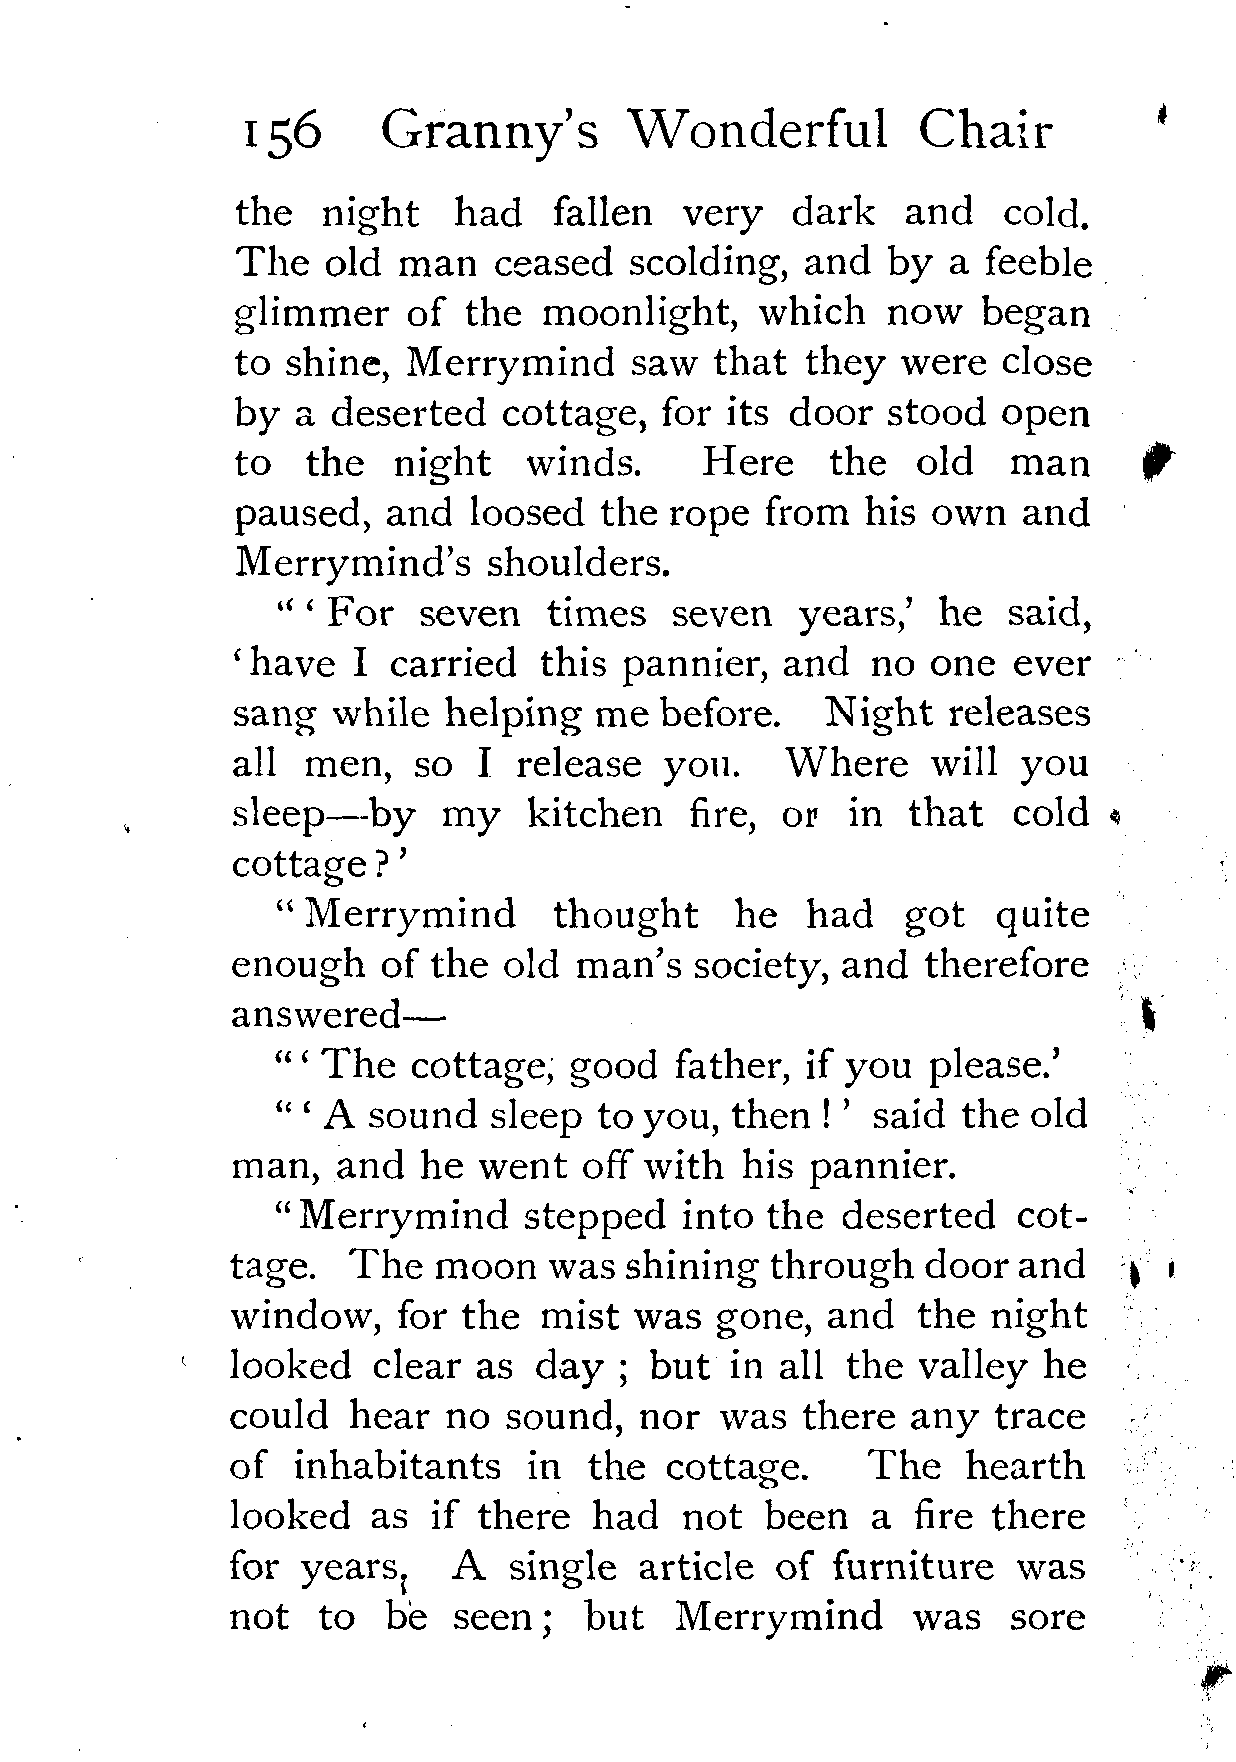 156 Granny's Wonderful Chair
the night had fallen very dark and cold.
The old man ceased scolding, and by a feeble
glimmer of the moonlight, which now began
to shine, Merrymind saw that they were close
by a deserted cottage, for its door stood open
to the night winds. Here the old man
paused, and loosed the rope from his own and
Merrymind's shoulders.
"'For seven times seven years,' he said,
'have I carried this pannier, and no one ever
sang while helping me before. Night releases
all men, so I release you. Where will you
sleep—by my kitchen fire, or in that cold
cottage?'
"Merrymind thought he had got quite
enough of the old man's society, and therefore
answered—
"'The cottage, good father, if you please.'
"'A sound sleep to you, then!' said the old
man, and he went off with his pannier.
"Merrymind stepped into the deserted cot-
tage. The moon was shining through door and
window, for the mist was gone, and the night
looked clear as day; but in all the valley he
could hear no sound, nor was there any trace
of inhabitants in the cottage. The hearth
looked as if there had not been a fire there
for years. A single article of furniture was
not to be seen; but Merrymind was sore